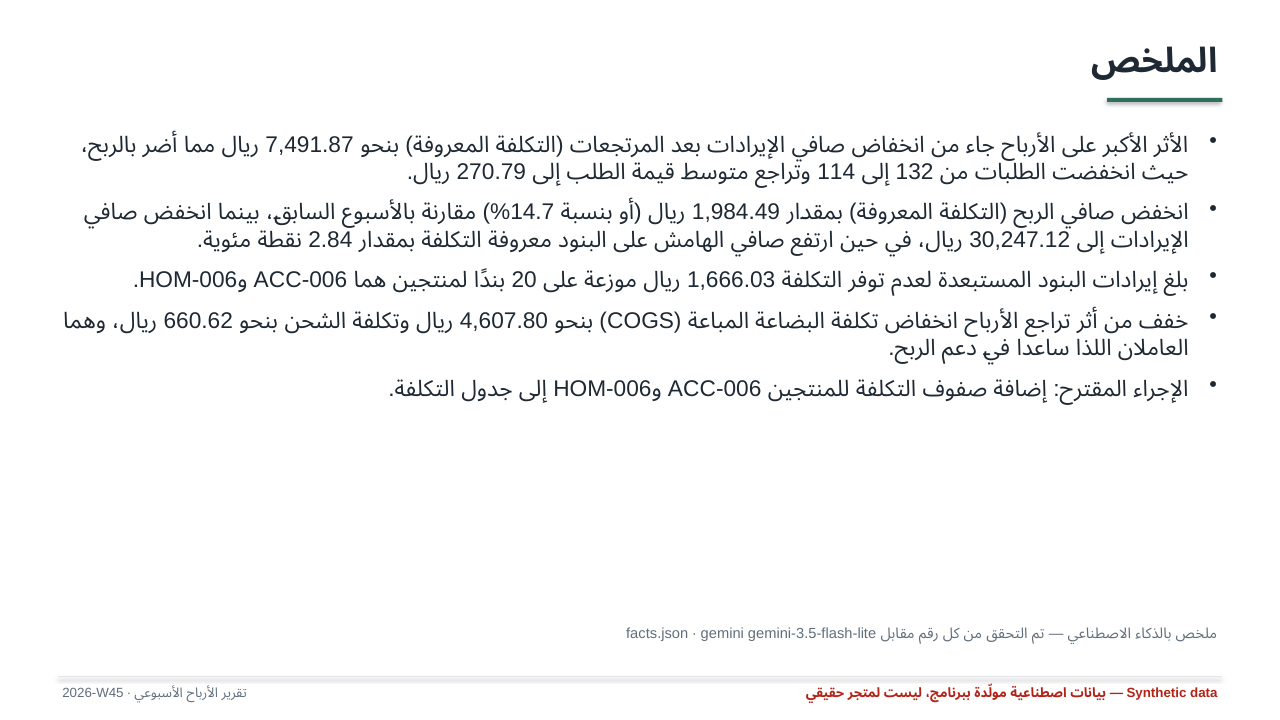 الملخص
• الأثر الأكبر على الأرباح جاء من انخفاض صافي الإيرادات بعد المرتجعات (التكلفة المعروفة) بنحو 7,491.87 ريال مما أضر بالربح،
حيث انخفضت الطلبات من 132 إلى 114 وتراجع متوسط قيمة الطلب إلى 270.79 ريال.
• انخفض صافي الربح (التكلفة المعروفة) بمقدار 1,984.49 ريال (أو بنسبة 14.7%) مقارنة بالأسبوع السابق، بينما انخفض صافي
الإيرادات إلى 30,247.12 ريال، في حين ارتفع صافي الهامش على البنود معروفة التكلفة بمقدار 2.84 نقطة مئوية.
• بلغ إيرادات البنود المستبعدة لعدم توفر التكلفة 1,666.03 ريال موزعة على 20 بندًا لمنتجين هما ACC-006 وHOM-006.
• خفف من أثر تراجع الأرباح انخفاض تكلفة البضاعة المباعة (COGS) بنحو 4,607.80 ريال وتكلفة الشحن بنحو 660.62 ريال، وهما
العاملان اللذا ساعدا في دعم الربح.
• الإجراء المقترح: إضافة صفوف التكلفة للمنتجين ACC-006 وHOM-006 إلى جدول التكلفة.
ملخص بالذكاء الاصطناعي — تم التحقق من كل رقم مقابل facts.json · gemini gemini-3.5-flash-lite
Synthetic data — بيانات اصطناعية مولّدة ببرنامج، ليست لمتجر حقيقي
تقرير الأرباح الأسبوعي · 2026-W45